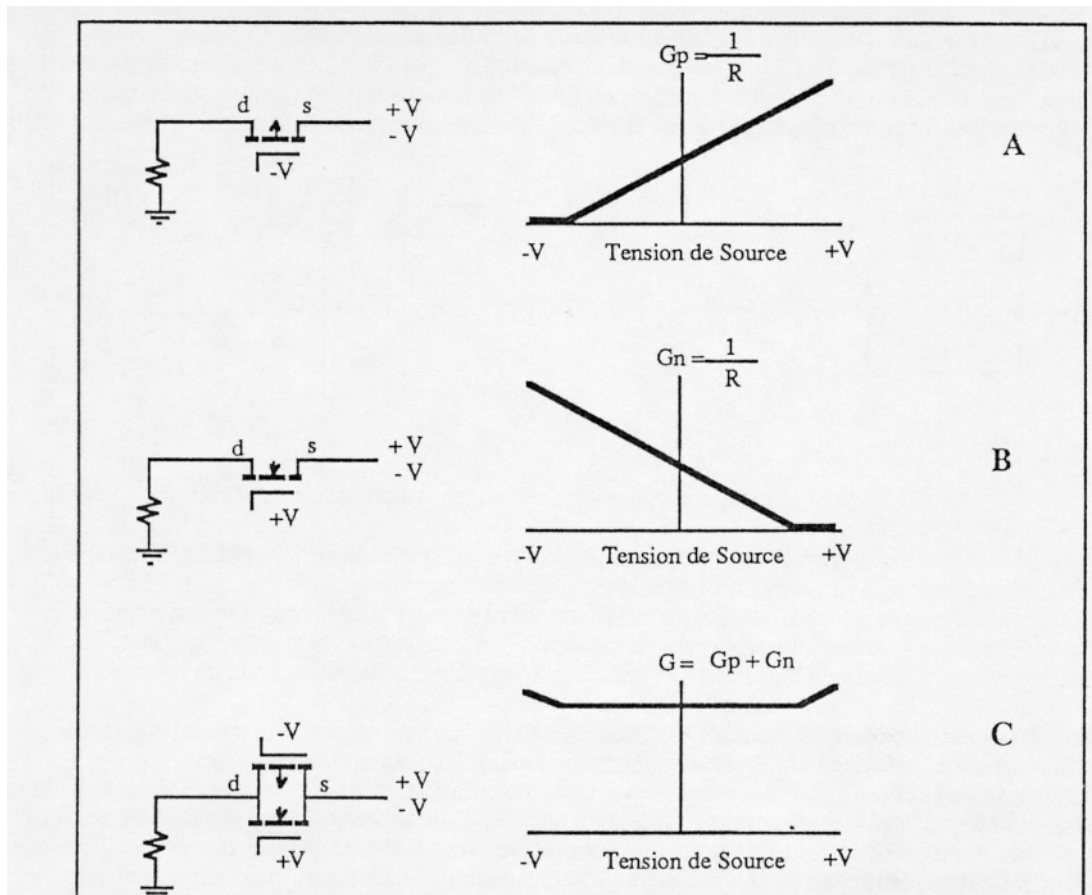 Gp = 1/R
d s +V
-V
-V
A
-V Tension de Source +V
Gn = 1/R
d s +V
-V
+V
B
-V Tension de Source +V
G = Gp + Gn
-V
d s +V
-V
+V
C
-V Tension de Source +V